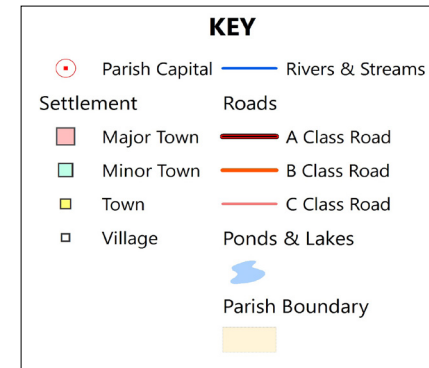 KEY
Parish Capital
Rivers & Streams
Settlement
Roads
Major Town
A Class Road
Minor Town
B Class Road
Town
C Class Road
Village
Ponds & Lakes
Parish Boundary